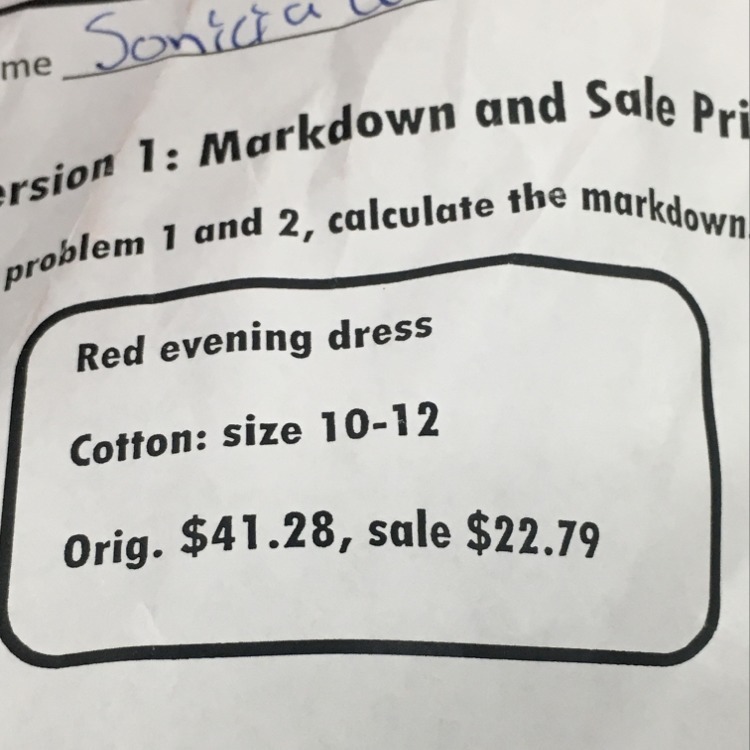 me Sonicia
ersion 1: Markdown and Sale Pri
problem 1 and 2, calculate the markdown.
Red evening dress
Cotton: size 10-12
Orig. $41.28, sale $22.79